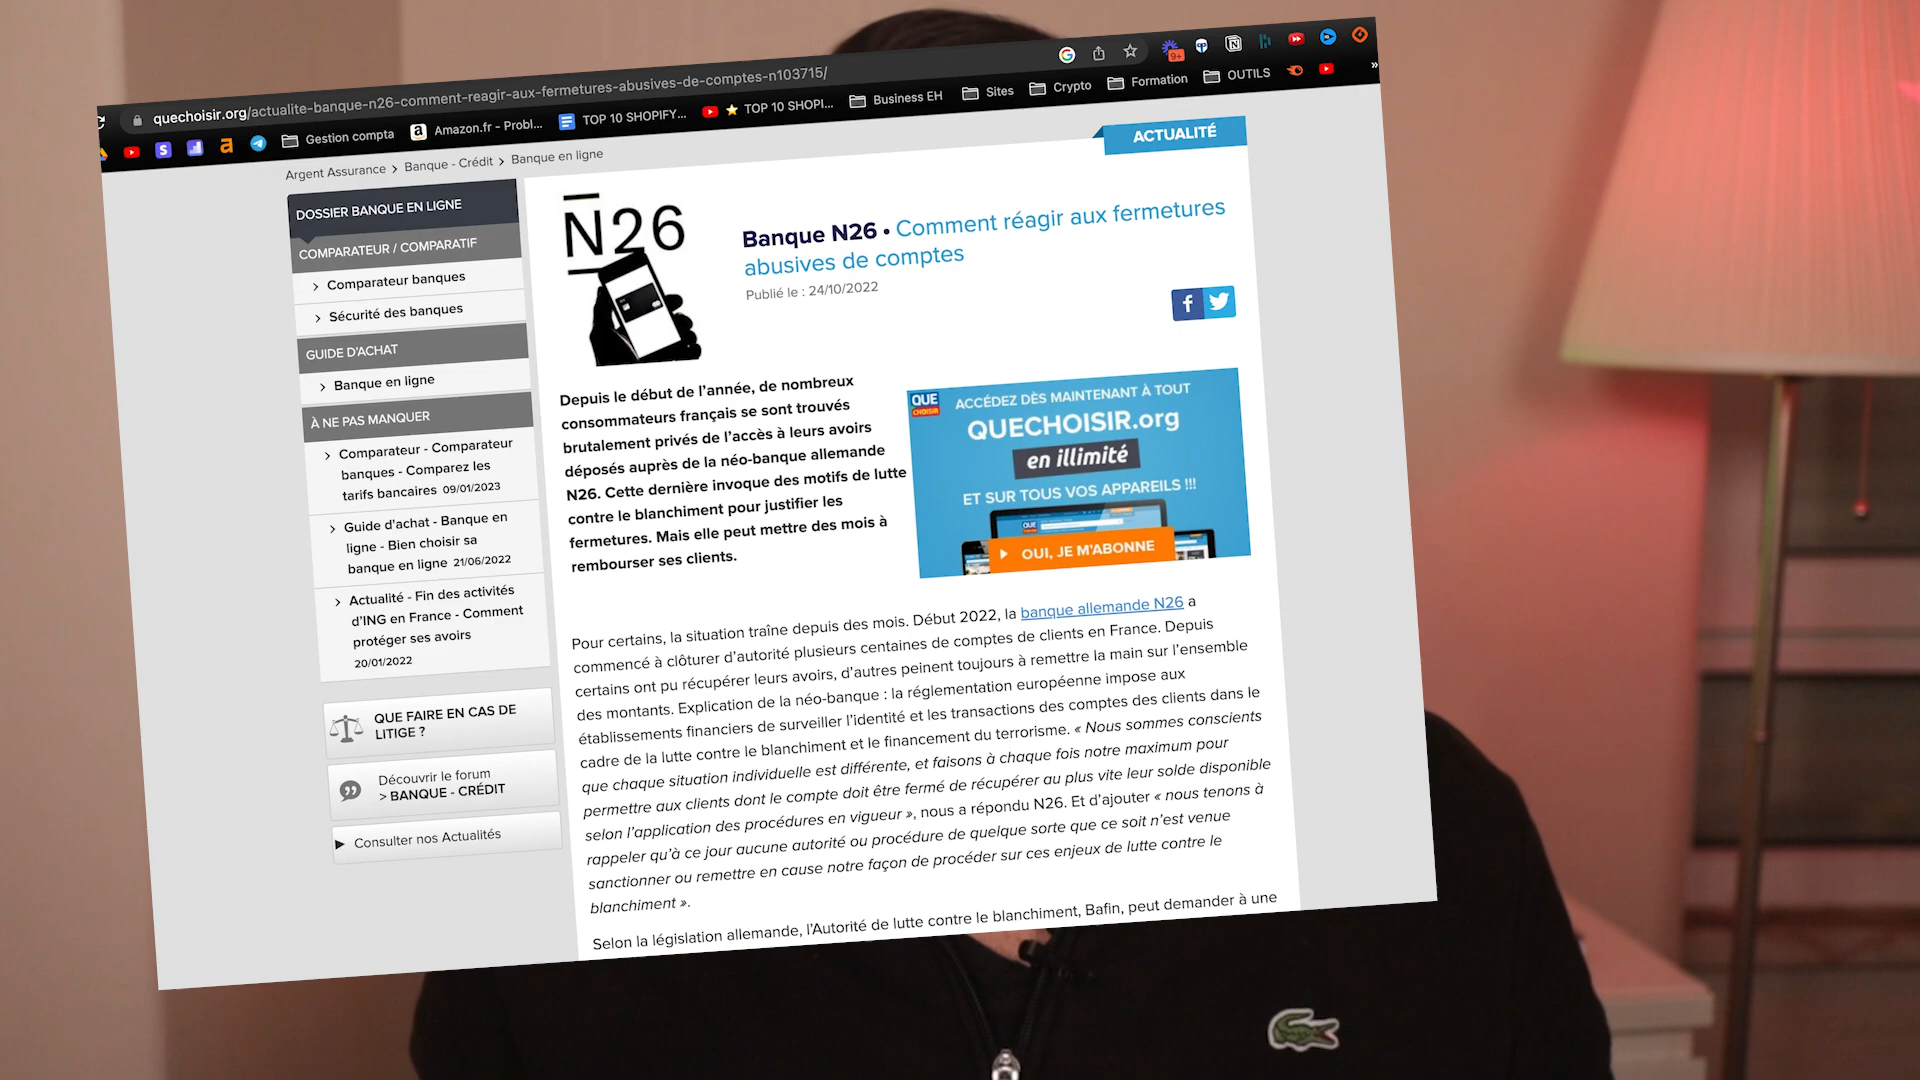 quechoisir.org/actualite-banque-n26-comment-reagir-aux-fermetures-abusives-de-comptes-n103715/
9+
Gestion compta
Amazon.fr - Probl...
TOP 10 SHOPIFY...
TOP 10 SHOPI...
Business EH
Sites
Crypto
Formation
OUTILS
»
Argent Assurance > Banque - Crédit > Banque en ligne
ACTUALITÉ
DOSSIER BANQUE EN LIGNE
COMPARATEUR / COMPARATIF
Comparateur banques
Sécurité des banques
GUIDE D'ACHAT
Banque en ligne
À NE PAS MANQUER
Comparateur - Comparateur
banques - Comparez les
tarifs bancaires 09/01/2023
Guide d'achat - Banque en
ligne - Bien choisir sa
banque en ligne 21/06/2022
Actualité - Fin des activités
d'ING en France - Comment
protéger ses avoirs
20/01/2022
QUE FAIRE EN CAS DE
LITIGE ?
Découvrir le forum
> BANQUE - CRÉDIT
Consulter nos Actualités
N26
Banque N26 • Comment réagir aux fermetures
abusives de comptes
Publié le : 24/10/2022
Depuis le début de l'année, de nombreux
consommateurs français se sont trouvés
brutalement privés de l'accès à leurs avoirs
déposés auprès de la néo-banque allemande
N26. Cette dernière invoque des motifs de lutte
contre le blanchiment pour justifier les
fermetures. Mais elle peut mettre des mois à
rembourser ses clients.
QUE
CHOISIR
ACCÉDEZ DÈS MAINTENANT À TOUT
QUECHOISIR.org
en illimité
ET SUR TOUS VOS APPAREILS !!!
OUI, JE M'ABONNE
Pour certains, la situation traîne depuis des mois. Début 2022, la banque allemande N26 a
commencé à clôturer d'autorité plusieurs centaines de comptes de clients en France. Depuis
certains ont pu récupérer leurs avoirs, d'autres peinent toujours à remettre la main sur l'ensemble
des montants. Explication de la néo-banque : la réglementation européenne impose aux
établissements financiers de surveiller l'identité et les transactions des comptes des clients dans le
cadre de la lutte contre le blanchiment et le financement du terrorisme. « Nous sommes conscients
que chaque situation individuelle est différente, et faisons à chaque fois notre maximum pour
permettre aux clients dont le compte doit être fermé de récupérer au plus vite leur solde disponible
selon l'application des procédures en vigueur », nous a répondu N26. Et d'ajouter « nous tenons à
rappeler qu'à ce jour aucune autorité ou procédure de quelque sorte que ce soit n'est venue
sanctionner ou remettre en cause notre façon de procéder sur ces enjeux de lutte contre le
blanchiment ».
Selon la législation allemande, l'Autorité de lutte contre le blanchiment, Bafin, peut demander à une